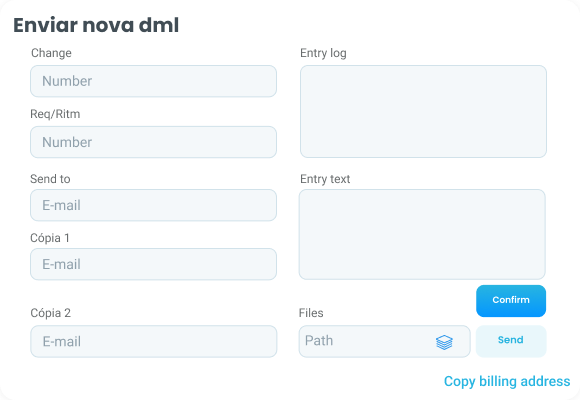 Enviar nova dml
Change
Number
Req/Ritm
Number
Send to
E-mail
Cópia 1
E-mail
Cópia 2
E-mail
Entry log
Entry text
Confirm
Files
Path
Send
Copy billing address